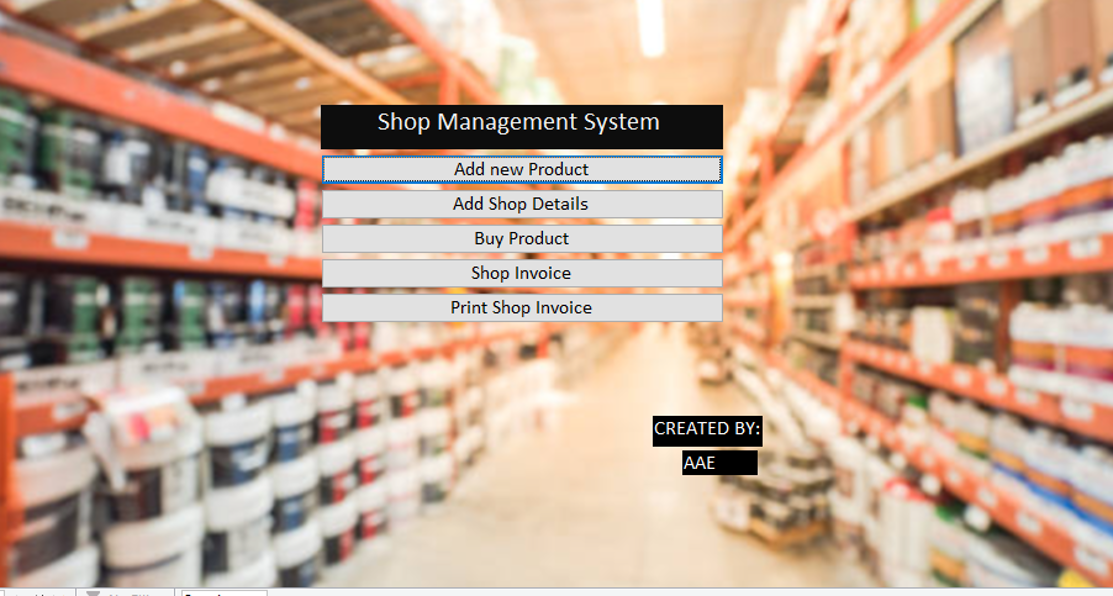 Shop Management System
Add new Product
Add Shop Details
Buy Product
Shop Invoice
Print Shop Invoice
CREATED BY:
AAE